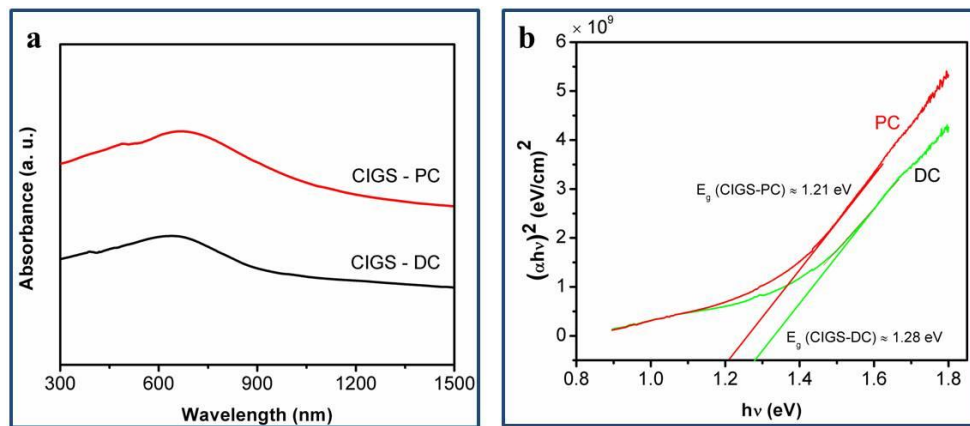 a
Absorbance (a. u.)
CIGS - PC
CIGS - DC
300 600 900 1200 1500
Wavelength (nm)
b
× 10⁹
(αhν)² (eV/cm)²
6
5
4
3
2
1
0
PC
DC
E_g (CIGS-PC) ≈ 1.21 eV
E_g (CIGS-DC) ≈ 1.28 eV
0.8 1.0 1.2 1.4 1.6 1.8
hν (eV)